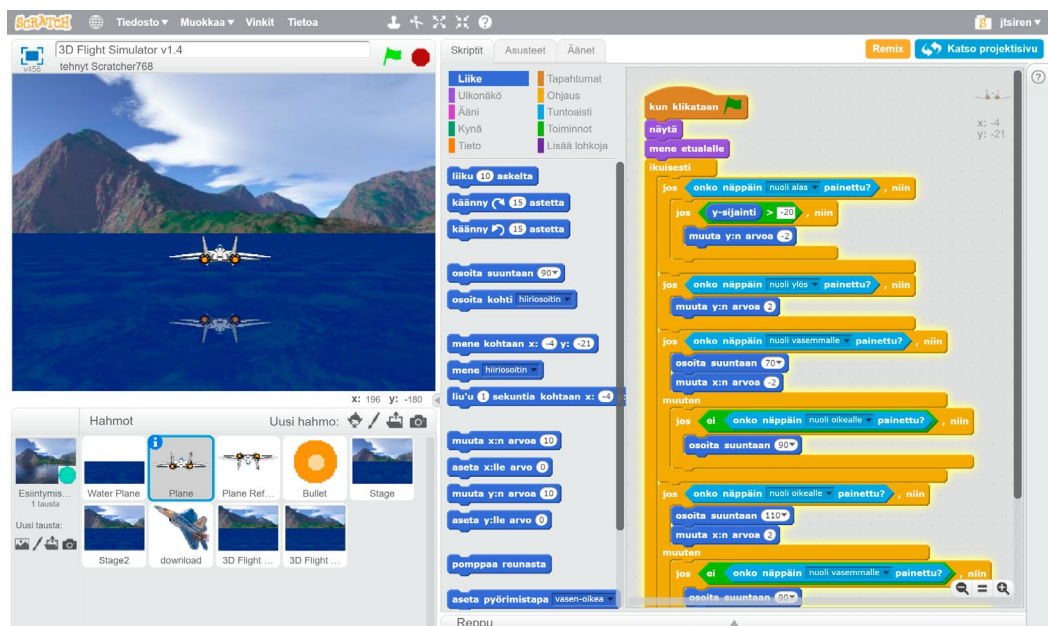 SCRATCH Tiedosto Muokkaa Vinkit Tietoa jtsiren
v456 3D Flight Simulator v1.4
tehnyt Scratcher768
x: 196 y: -180
Hahmot Uusi hahmo:
Esiintymis...
1 tausta
Uusi tausta:
Water Plane Plane Plane Ref... Bullet Stage
Stage2 download 3D Flight ... 3D Flight ...
Skriptit Asusteet Äänet
Remix Katso projektisivu
Liike Tapahtumat
Ulkonäkö Ohjaus
Ääni Tuntoaisti
Kynä Toiminnot
Tieto Lisää lohkoja
liiku 10 askelta
käänny 15 astetta
käänny 15 astetta
osoita suuntaan 90
osoita kohti hiiriosoitin
mene kohtaan x: -4 y: -21
mene hiiriosoitin
liu'u 1 sekuntia kohtaan x: -4
muuta x:n arvoa 10
aseta x:lle arvo 0
muuta y:n arvoa 10
aseta y:lle arvo 0
pomppaa reunasta
aseta pyörimistapa vasen-oikea
x: -4
y: -21
kun klikataan
näytä
mene etualalle
ikuisesti
jos onko näppäin nuoli alas painettu? , niin
jos y-sijainti > -20 , niin
muuta y:n arvoa -2
jos onko näppäin nuoli ylös painettu? , niin
muuta y:n arvoa 2
jos onko näppäin nuoli vasemmalle painettu? , niin
osoita suuntaan 70
muuta x:n arvoa -2
muuten
jos ei onko näppäin nuoli oikealle painettu? , niin
osoita suuntaan 90
jos onko näppäin nuoli oikealle painettu? , niin
osoita suuntaan 110
muuta x:n arvoa 2
muuten
jos ei onko näppäin nuoli vasemmalle painettu? , niin
osoita suuntaan 90
Reppu